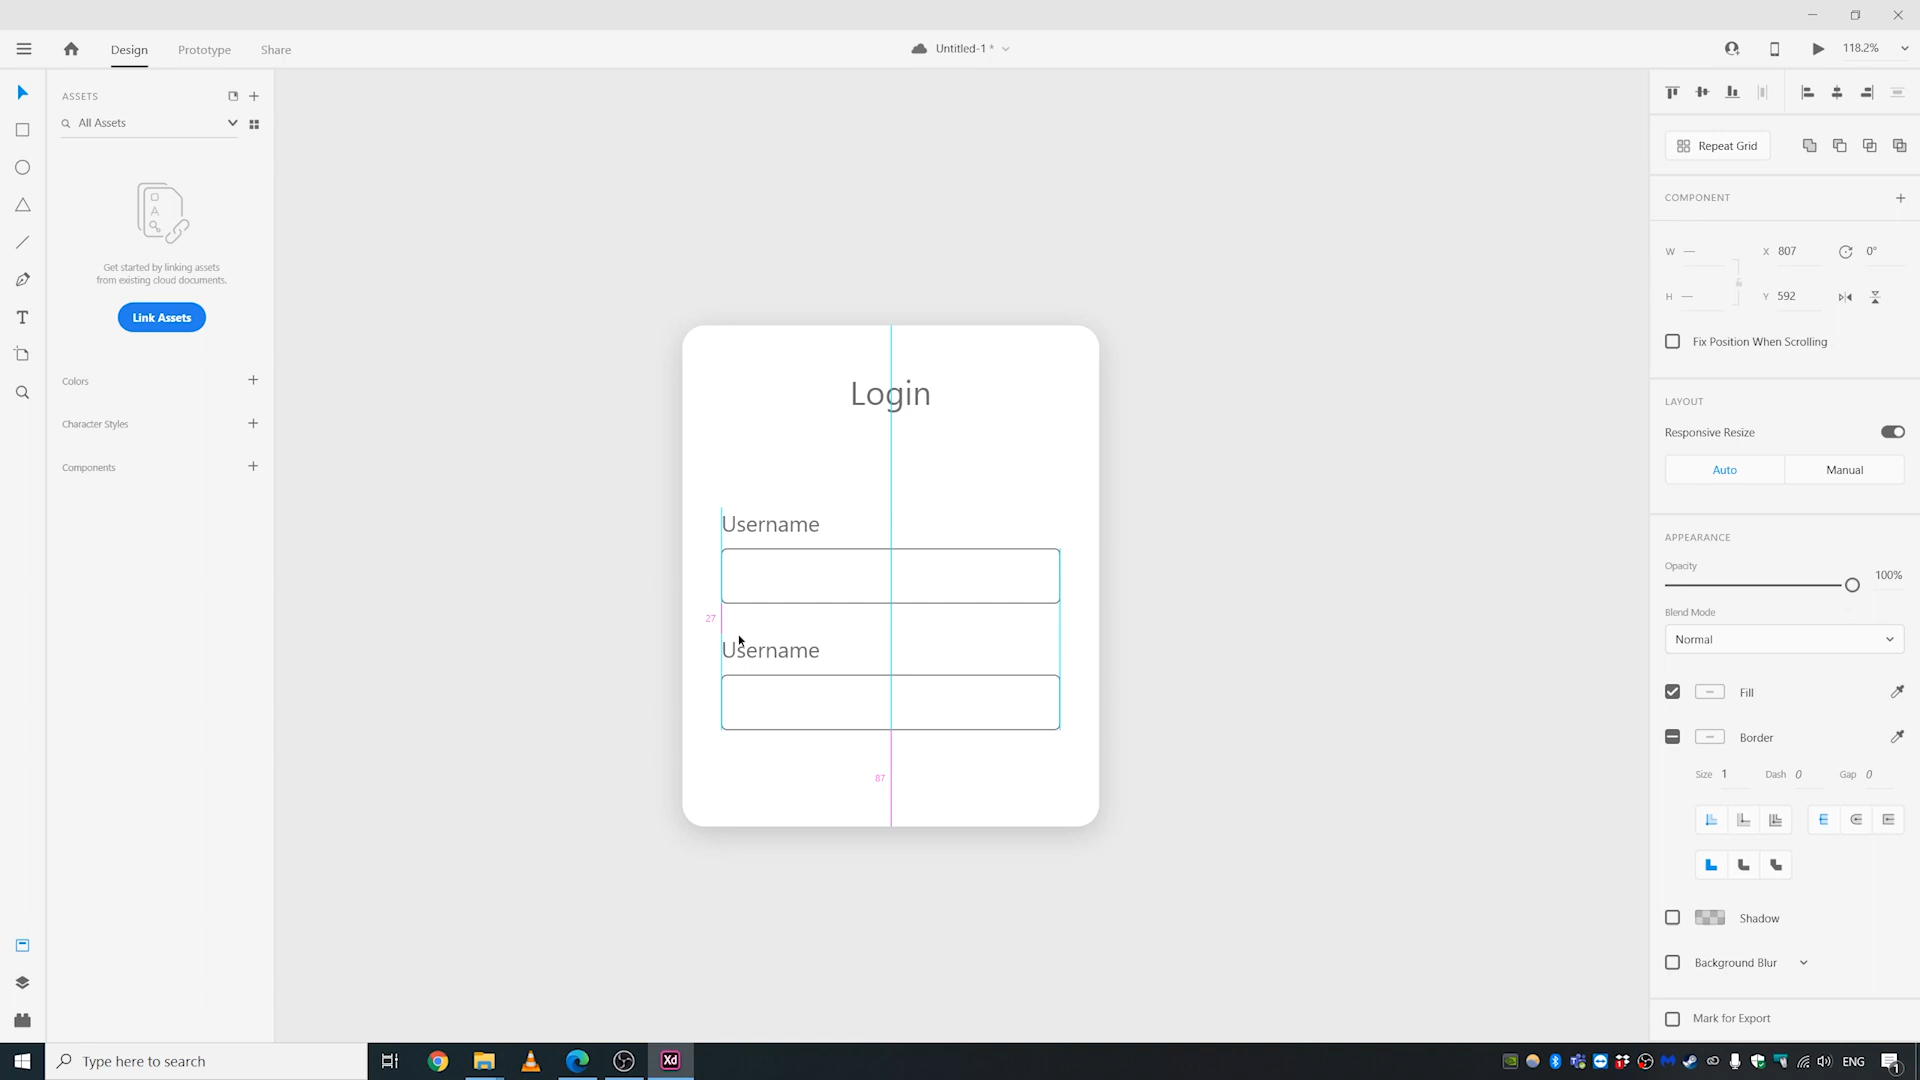 Design
Prototype
Share
Untitled-1 *
118.2%
ASSETS
All Assets
Get started by linking assets
from existing cloud documents.
Link Assets
Colors
Character Styles
Components
Login
Username
27
Username
87
Repeat Grid
COMPONENT
W —
X 807
0°
H —
Y 592
Fix Position When Scrolling
LAYOUT
Responsive Resize
Auto
Manual
APPEARANCE
Opacity
100%
Blend Mode
Normal
Fill
Border
Size 1
Dash 0
Gap 0
Shadow
Background Blur
Mark for Export
Type here to search
Xd
ENG
1